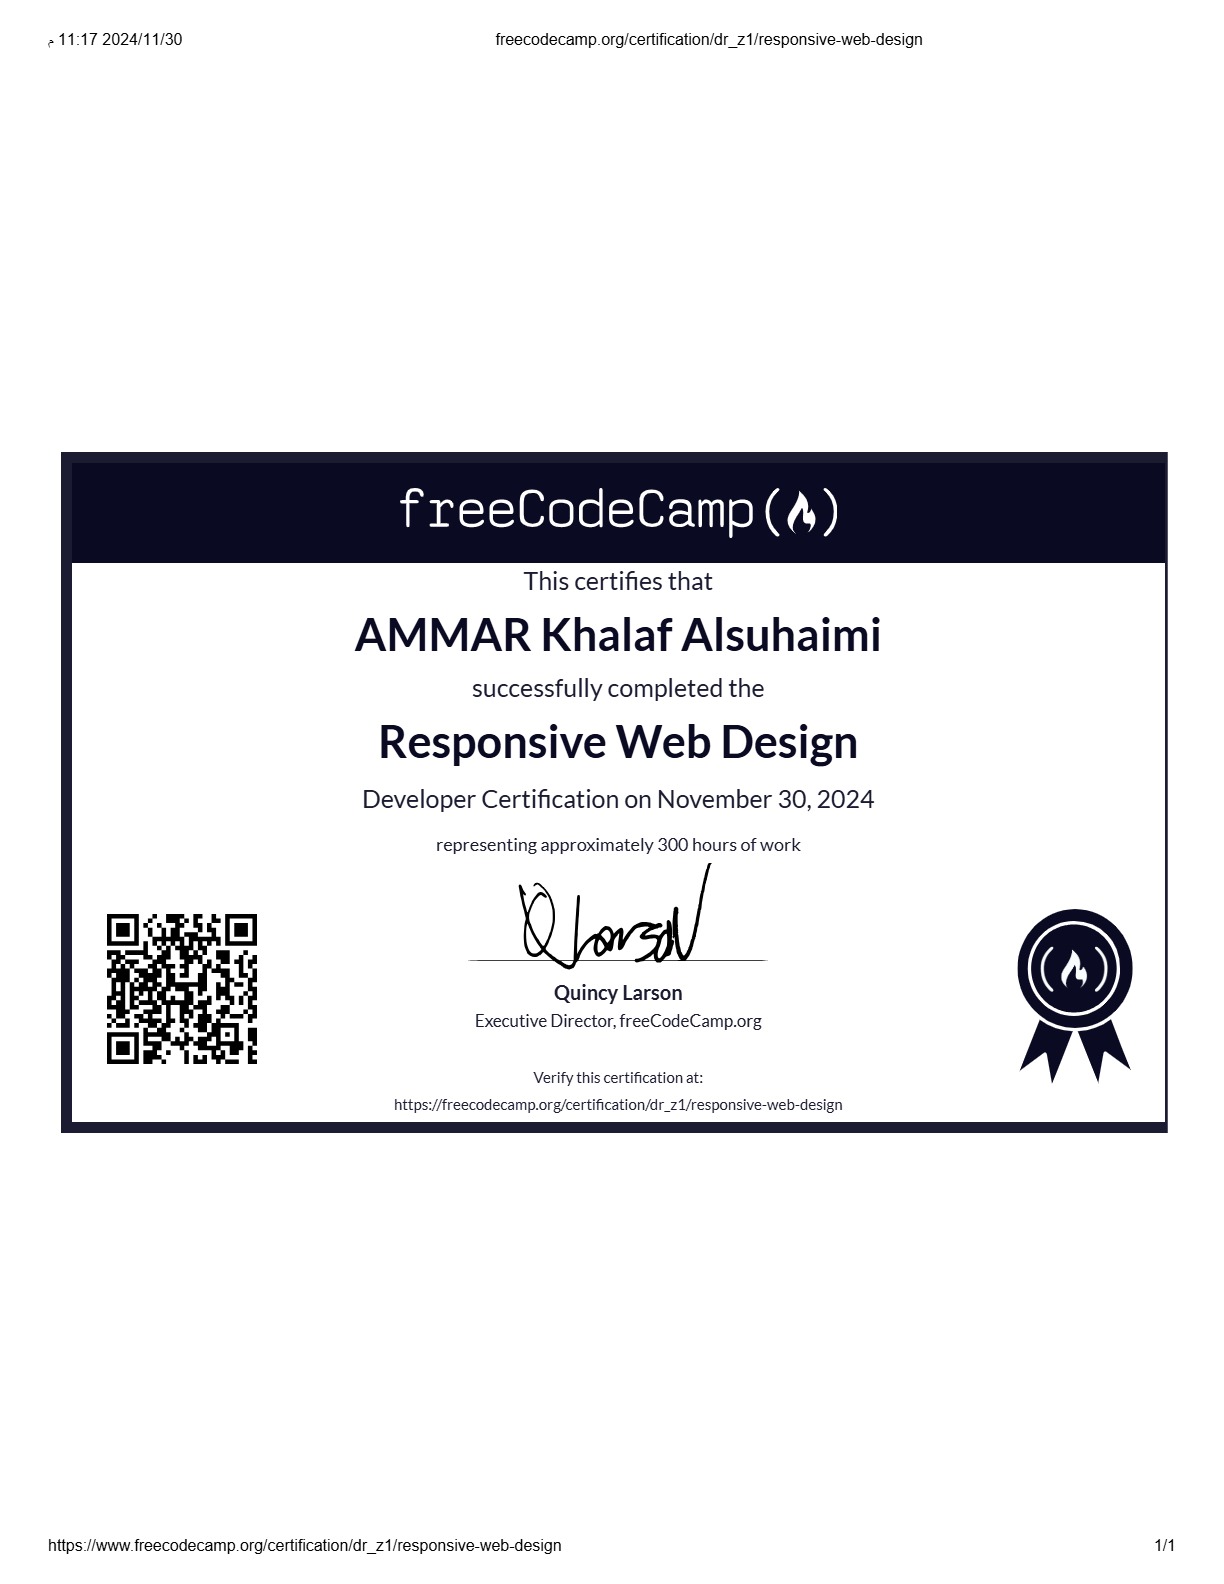 11:17 2024/11/30 م
freecodecamp.org/certification/dr_z1/responsive-web-design
freeCodeCamp
This certifies that
AMMAR Khalaf Alsuhaimi
successfully completed the
Responsive Web Design
Developer Certification on November 30, 2024
representing approximately 300 hours of work
Quincy Larson
Executive Director, freeCodeCamp.org
Verify this certification at:
https://freecodecamp.org/certification/dr_z1/responsive-web-design
https://www.freecodecamp.org/certification/dr_z1/responsive-web-design
1/1